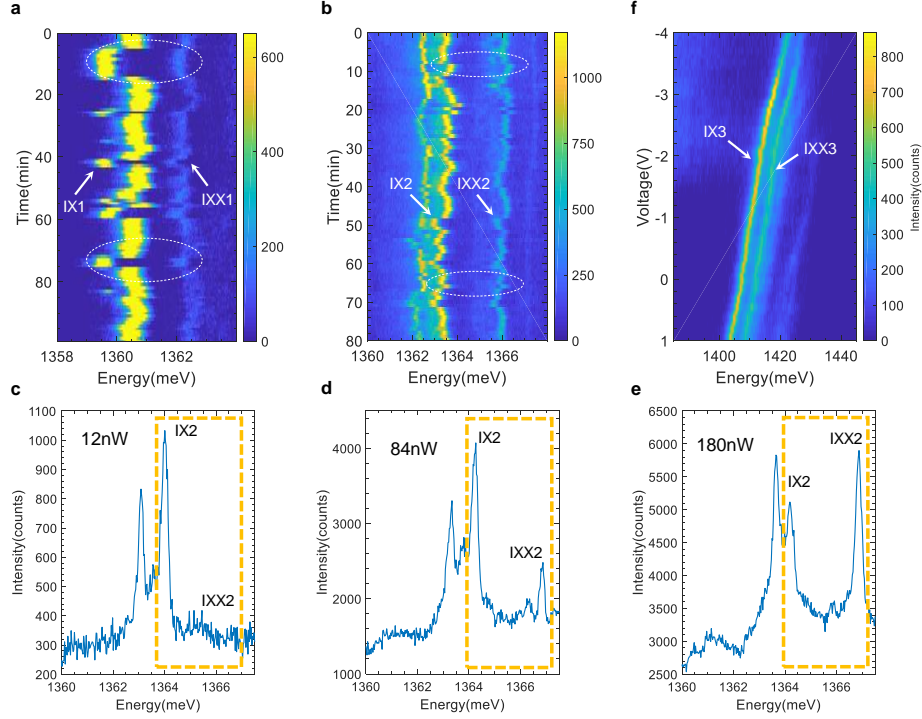 a
0
20
40
60
80
Time(min)
1358
1360
1362
Energy(meV)
IX1
IXX1
600
400
200
0
b
0
10
20
30
40
50
60
70
80
Time(min)
1360
1362
1364
1366
Energy(meV)
IX2
IXX2
1000
750
500
250
0
f
-4
-3
-2
-1
0
1
Voltage(V)
1400
1420
1440
Energy(meV)
IX3
IXX3
800
700
600
500
400
300
200
100
0
Intensity(counts)
c
1100
1000
900
800
700
600
500
400
300
200
Intensity(counts)
1360
1362
1364
1366
Energy(meV)
12nW
IX2
IXX2
d
4000
3000
2000
1000
Intensity(counts)
1360
1362
1364
1366
Energy(meV)
84nW
IX2
IXX2
e
6500
6000
5500
5000
4500
4000
3500
3000
2500
Intensity(counts)
1360
1362
1364
1366
Energy(meV)
180nW
IX2
IXX2